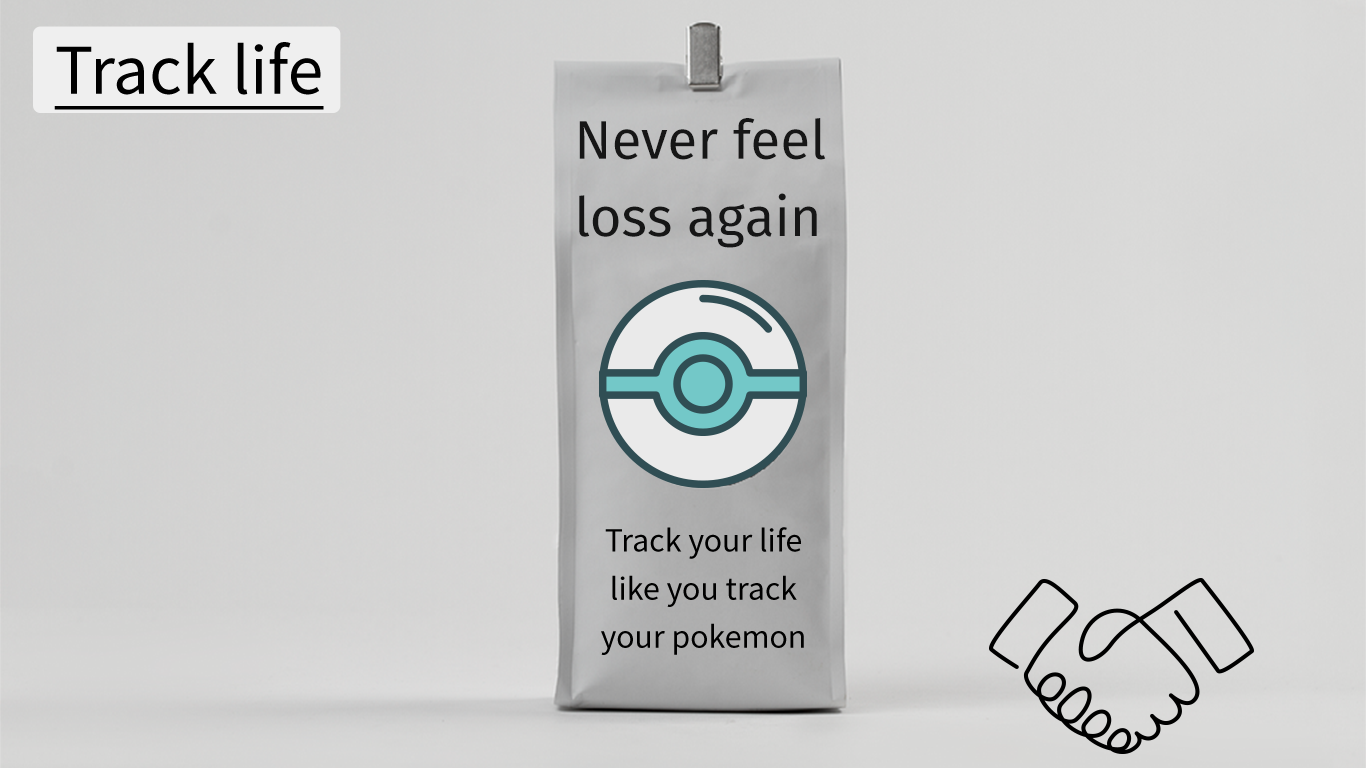 Track life
Never feel
loss again
Track your life
like you track
your pokemon